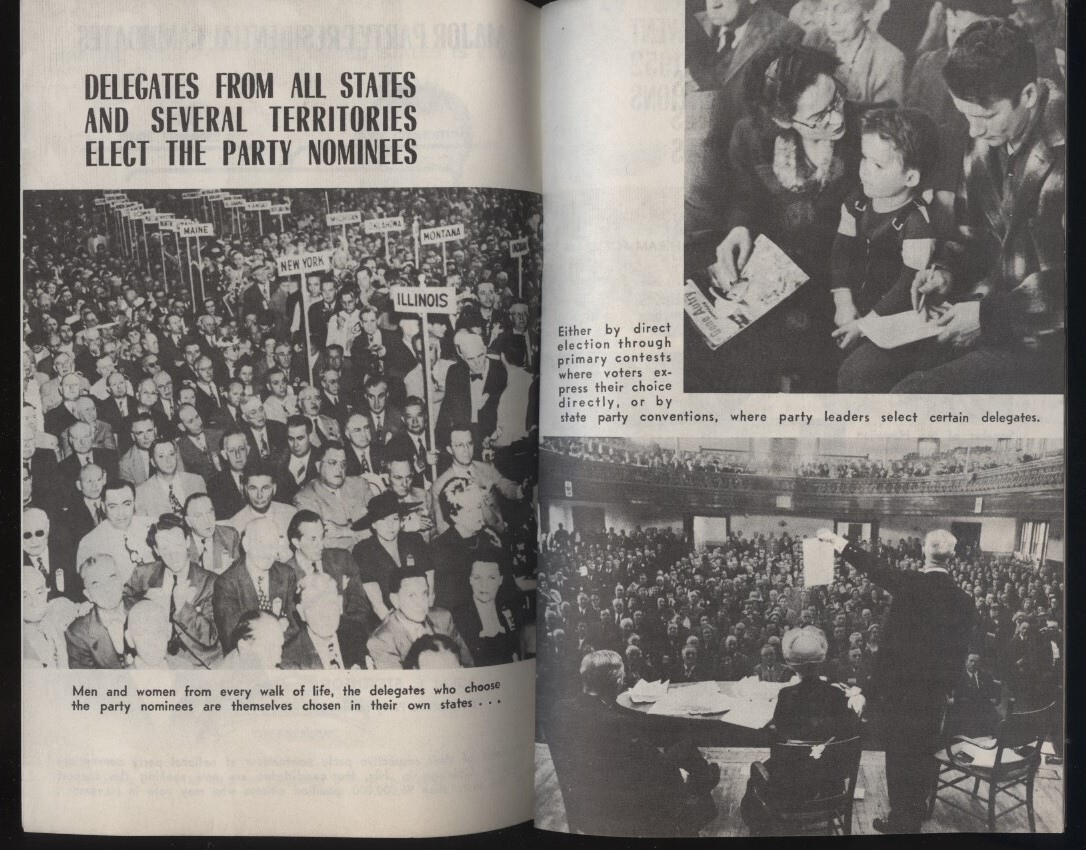 DELEGATES FROM ALL STATES
AND SEVERAL TERRITORIES
ELECT THE PARTY NOMINEES
MAINE
MICHIGAN
OKLAHOMA
MONTANA
NEW YORK
ILLINOIS
Men and women from every walk of life, the delegates who choose
the party nominees are themselves chosen in their own states . . .
Gene Autry
Either by direct
election through
primary contests
where voters ex-
press their choice
directly, or by
state party conventions, where party leaders select certain delegates.